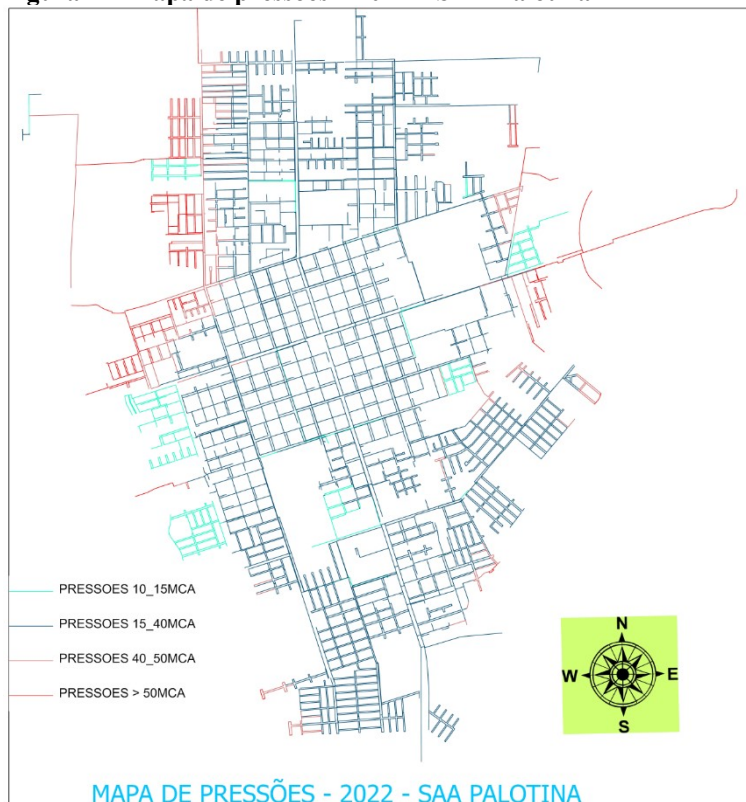 PRESSOES 10_15MCA
PRESSOES 15_40MCA
PRESSOES 40_50MCA
PRESSOES > 50MCA
N
W E
S
MAPA DE PRESSÕES - 2022 - SAA PALOTINA